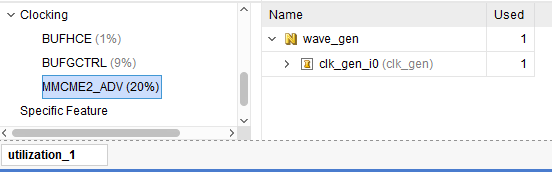 Clocking
BUFHCE (1%)
BUFGCTRL (9%)
MMCME2_ADV (20%)
Specific Feature
Name Used
wave_gen 1
clk_gen_i0 (clk_gen) 1
utilization_1